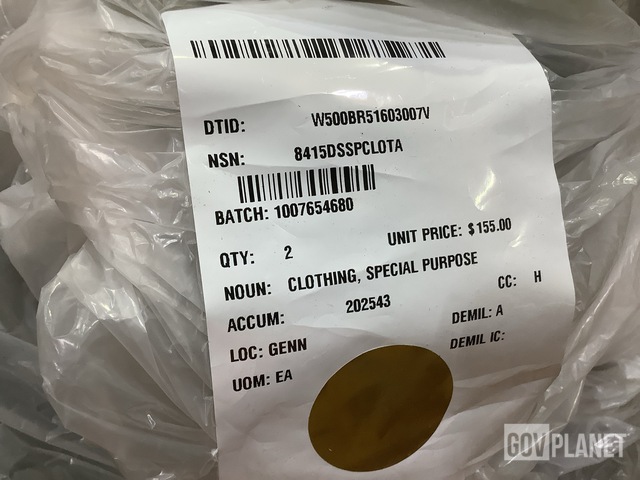 DTID: W500BR51603007V
NSN: 8415DSSPCLOTA
BATCH: 1007654680
QTY: 2 UNIT PRICE: $155.00
NOUN: CLOTHING, SPECIAL PURPOSE
ACCUM: 202543 CC: H
LOC: GENN DEMIL: A
UOM: EA DEMIL IC:
GOVPLANET